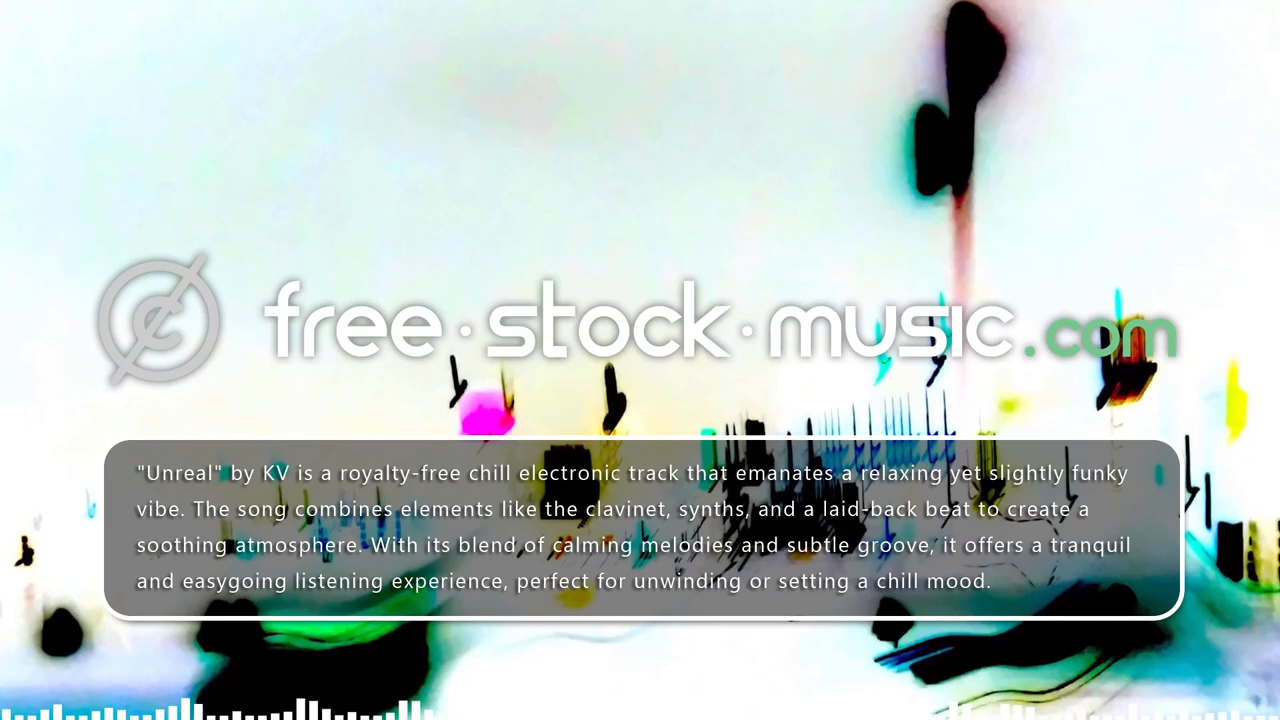 free·stock·music.com
"Unreal" by KV is a royalty-free chill electronic track that emanates a relaxing yet slightly funky
vibe. The song combines elements like the clavinet, synths, and a laid-back beat to create a
soothing atmosphere. With its blend of calming melodies and subtle groove, it offers a tranquil
and easygoing listening experience, perfect for unwinding or setting a chill mood.